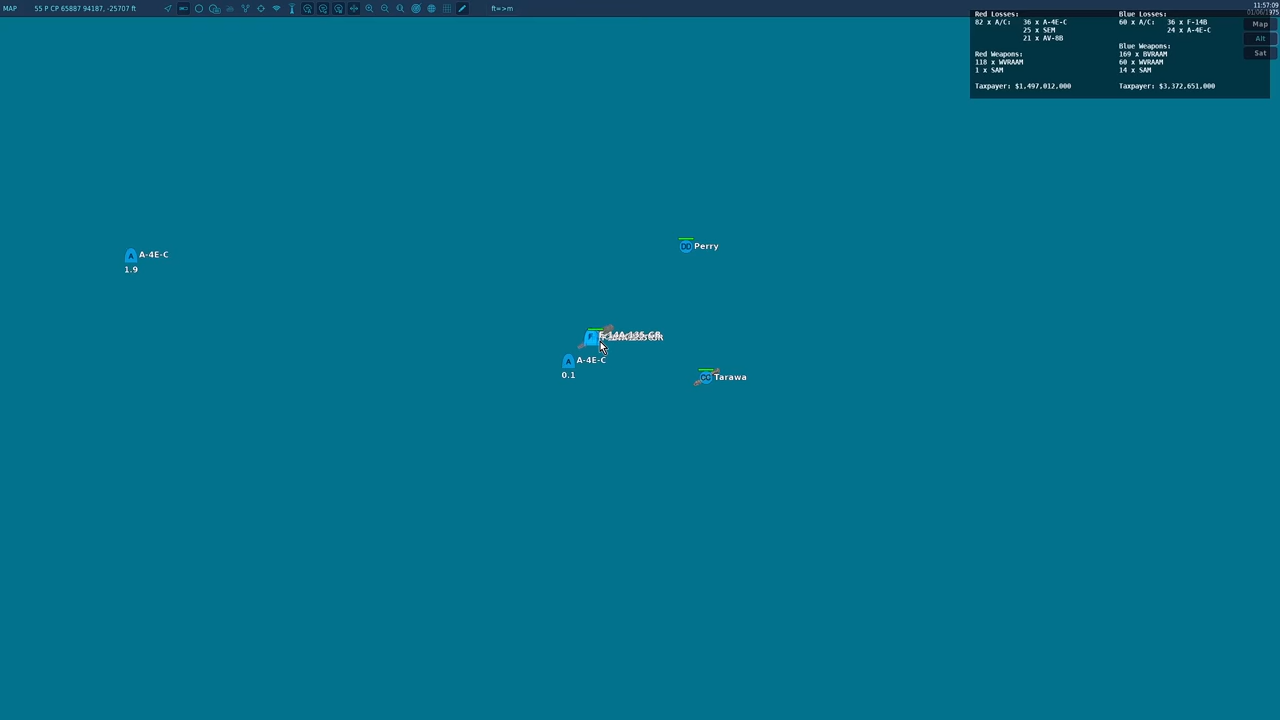 MAP 55 P CP 65887 94187, -25707 ft ft=>m 11:57:09
Red Losses: Blue Losses:
82 x A/C: 36 x A-4E-C 60 x A/C: 36 x F-14B
25 x SEM 24 x A-4E-C
21 x AV-8B
Blue Weapons:
Red Weapons: 169 x BVRAAM
118 x WVRAAM 60 x WVRAAM
1 x SAM 14 x SAM
Taxpayer: $1,497,012,000 Taxpayer: $3,372,651,000
Map
Alt
Sat
A-4E-C
1.9
Perry
F-14A-135-GR
A-4E-C
0.1
Tarawa